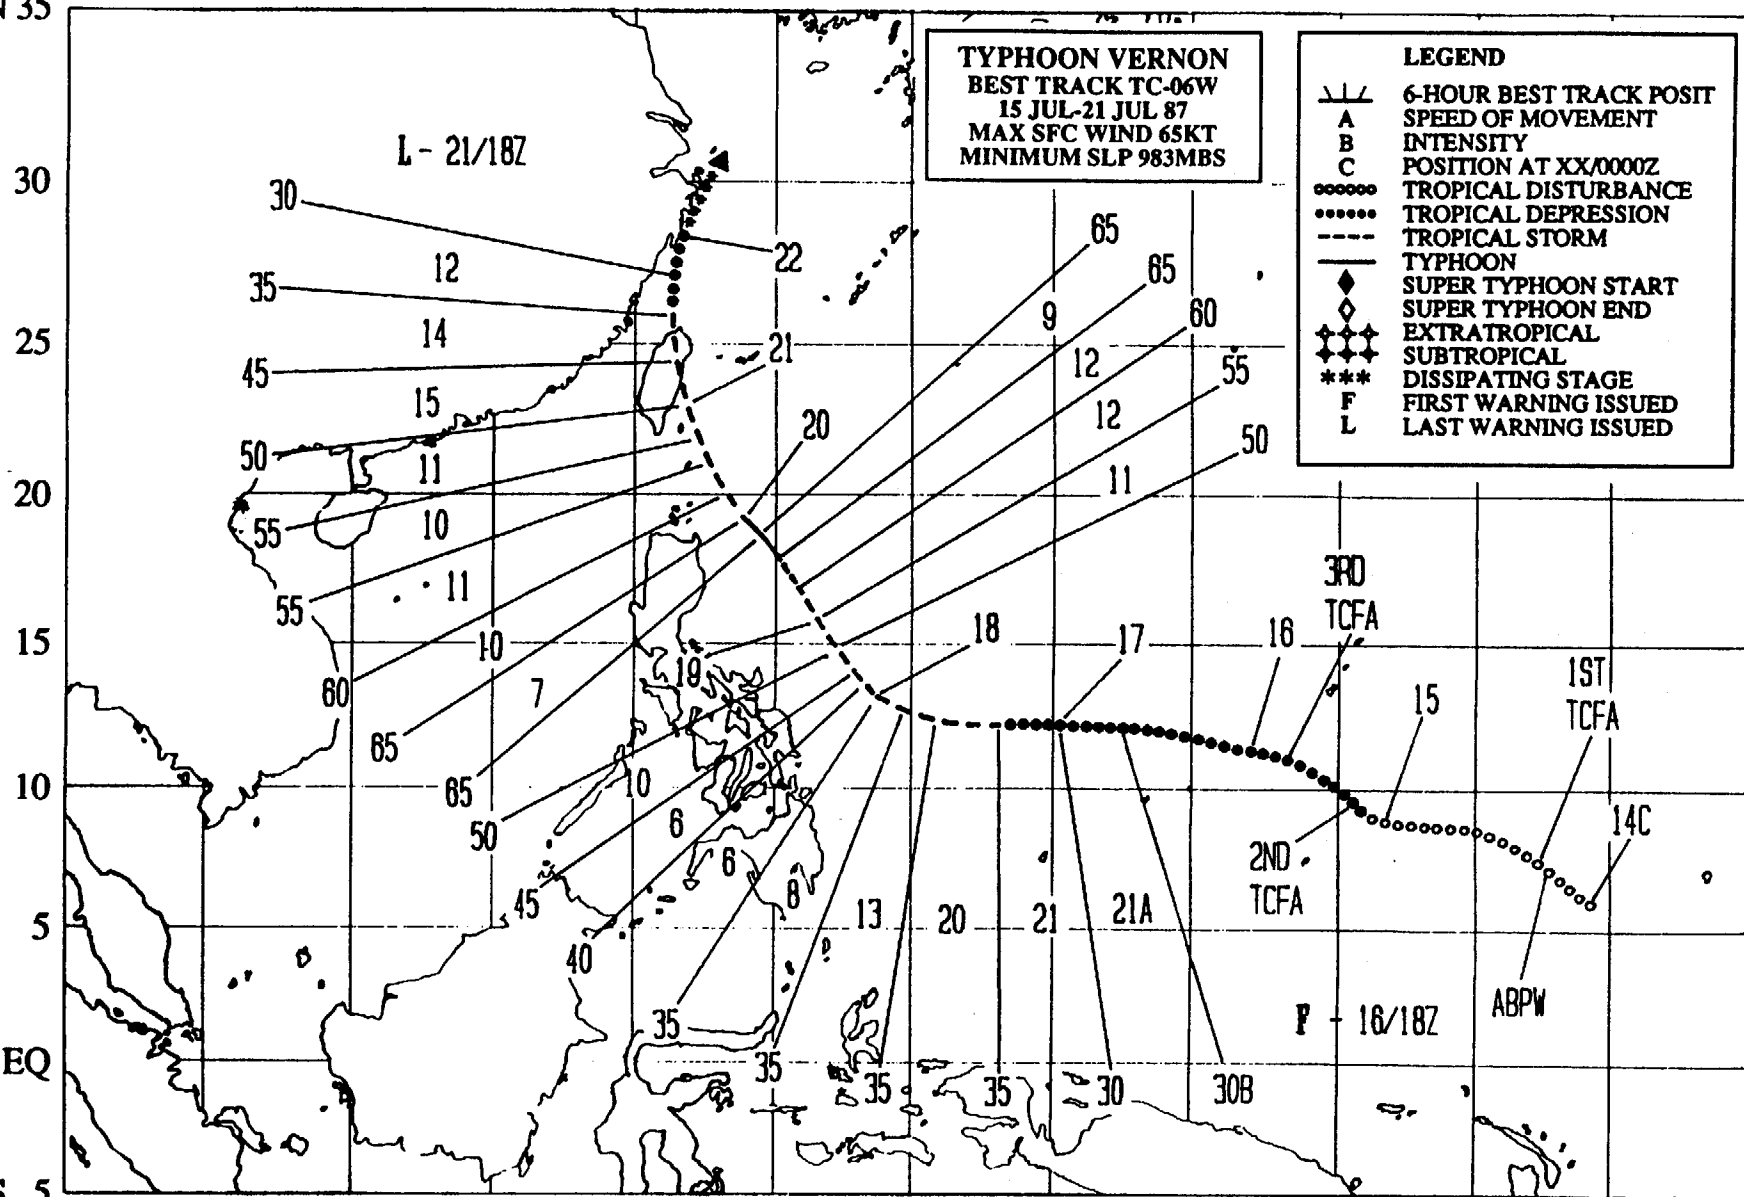 N 35
30
25
20
15
10
5
EQ
S 5
TYPHOON VERNON
BEST TRACK TC-06W
15 JUL-21 JUL 87
MAX SFC WIND 65KT
MINIMUM SLP 983MBS
LEGEND
6-HOUR BEST TRACK POSIT
A SPEED OF MOVEMENT
B INTENSITY
C POSITION AT XX/0000Z
TROPICAL DISTURBANCE
TROPICAL DEPRESSION
TROPICAL STORM
TYPHOON
SUPER TYPHOON START
SUPER TYPHOON END
EXTRATROPICAL
SUBTROPICAL
*** DISSIPATING STAGE
F FIRST WARNING ISSUED
L LAST WARNING ISSUED
L - 21/18Z
30
12
22
35
14
21
45
15
20
50
11
55
10
55
11
60
10
65
7
65
19
50
10
45
6
40
6
35
8
35
13
35
20
35
21
30
21A
30B
65
65
9
60
12
55
12
50
11
18
17
16
3RD
TCFA
15
1ST
TCFA
14C
2ND
TCFA
ABPW
F - 16/18Z